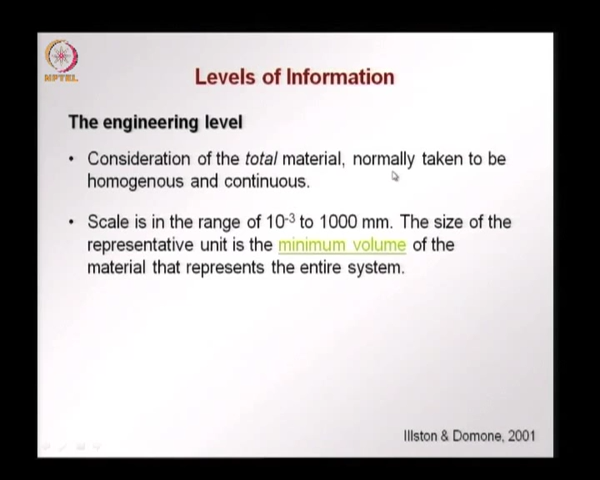 NPTEL
Levels of Information
The engineering level
• Consideration of the total material, normally taken to be
homogenous and continuous.
• Scale is in the range of 10⁻³ to 1000 mm. The size of the
representative unit is the minimum volume of the
material that represents the entire system.
Illston & Domone, 2001